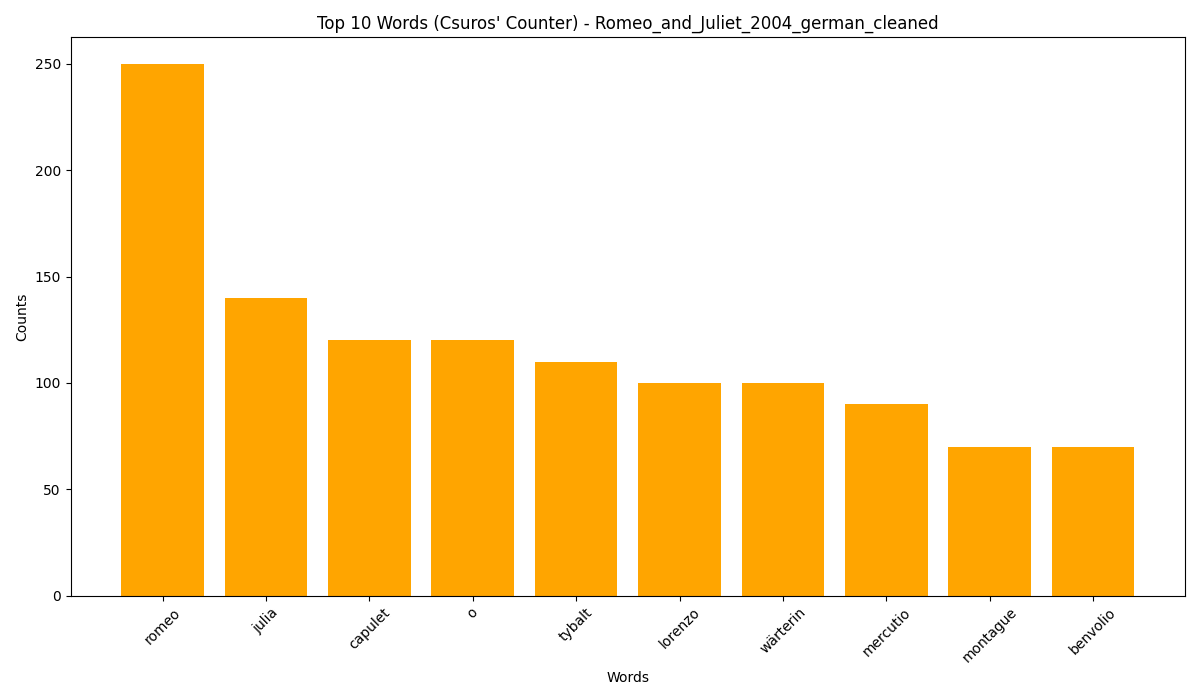 Top 10 Words (Csuros' Counter) - Romeo_and_Juliet_2004_german_cleaned
Counts
250
200
150
100
50
0
romeo
julia
capulet
o
tybalt
lorenzo
wärterin
mercutio
montague
benvolio
Words